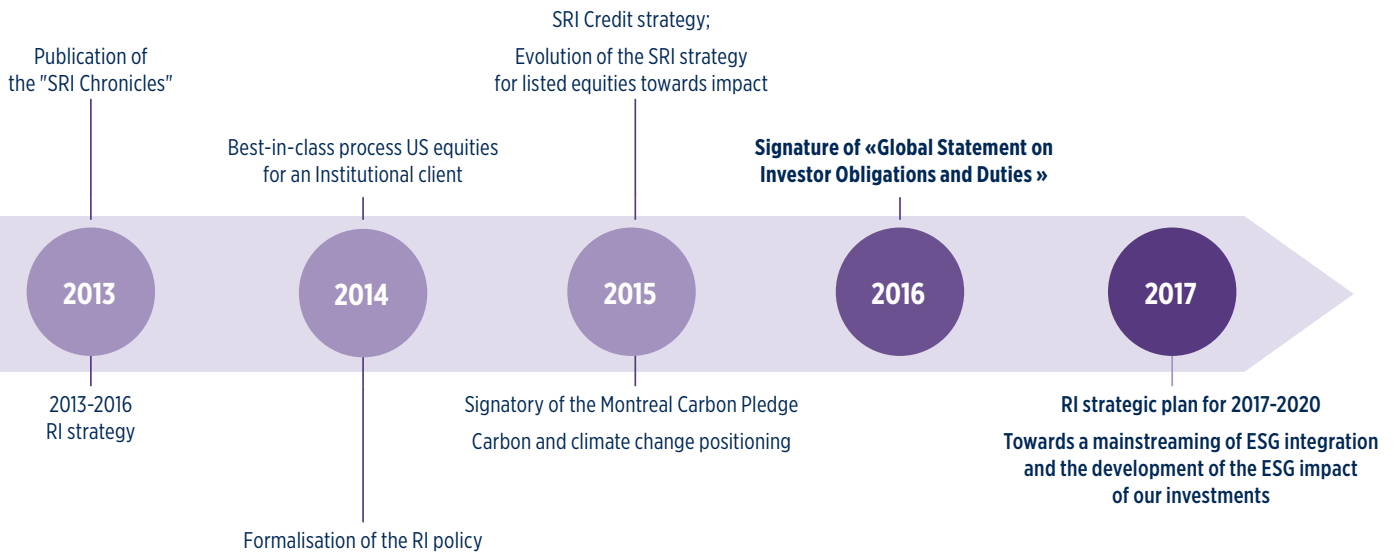 Publication of
the "SRI Chronicles"
2013
2013-2016
RI strategy
Best-in-class process US equities
for an Institutional client
2014
Formalisation of the RI policy
SRI Credit strategy;
Evolution of the SRI strategy
for listed equities towards impact
2015
Signatory of the Montreal Carbon Pledge
Carbon and climate change positioning
Signature of «Global Statement on
Investor Obligations and Duties »
2016
2017
RI strategic plan for 2017-2020
Towards a mainstreaming of ESG integration
and the development of the ESG impact
of our investments